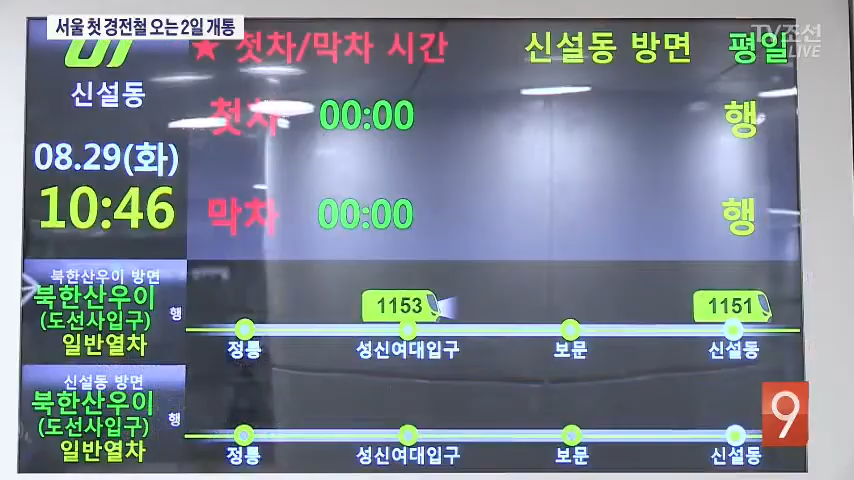 서울 첫 경전철 오는 2일 개통
TV조선
LIVE
신설동
★ 첫차/막차 시간 신설동 방면 평일
첫차 00:00 행
08.29(화)
10:46
막차 00:00 행
북한산우이 방면
북한산우이
(도선사입구)
일반열차
행
1153 1151
정릉 성신여대입구 보문 신설동
신설동 방면
북한산우이
(도선사입구)
일반열차
행
정릉 성신여대입구 보문 신설동
9